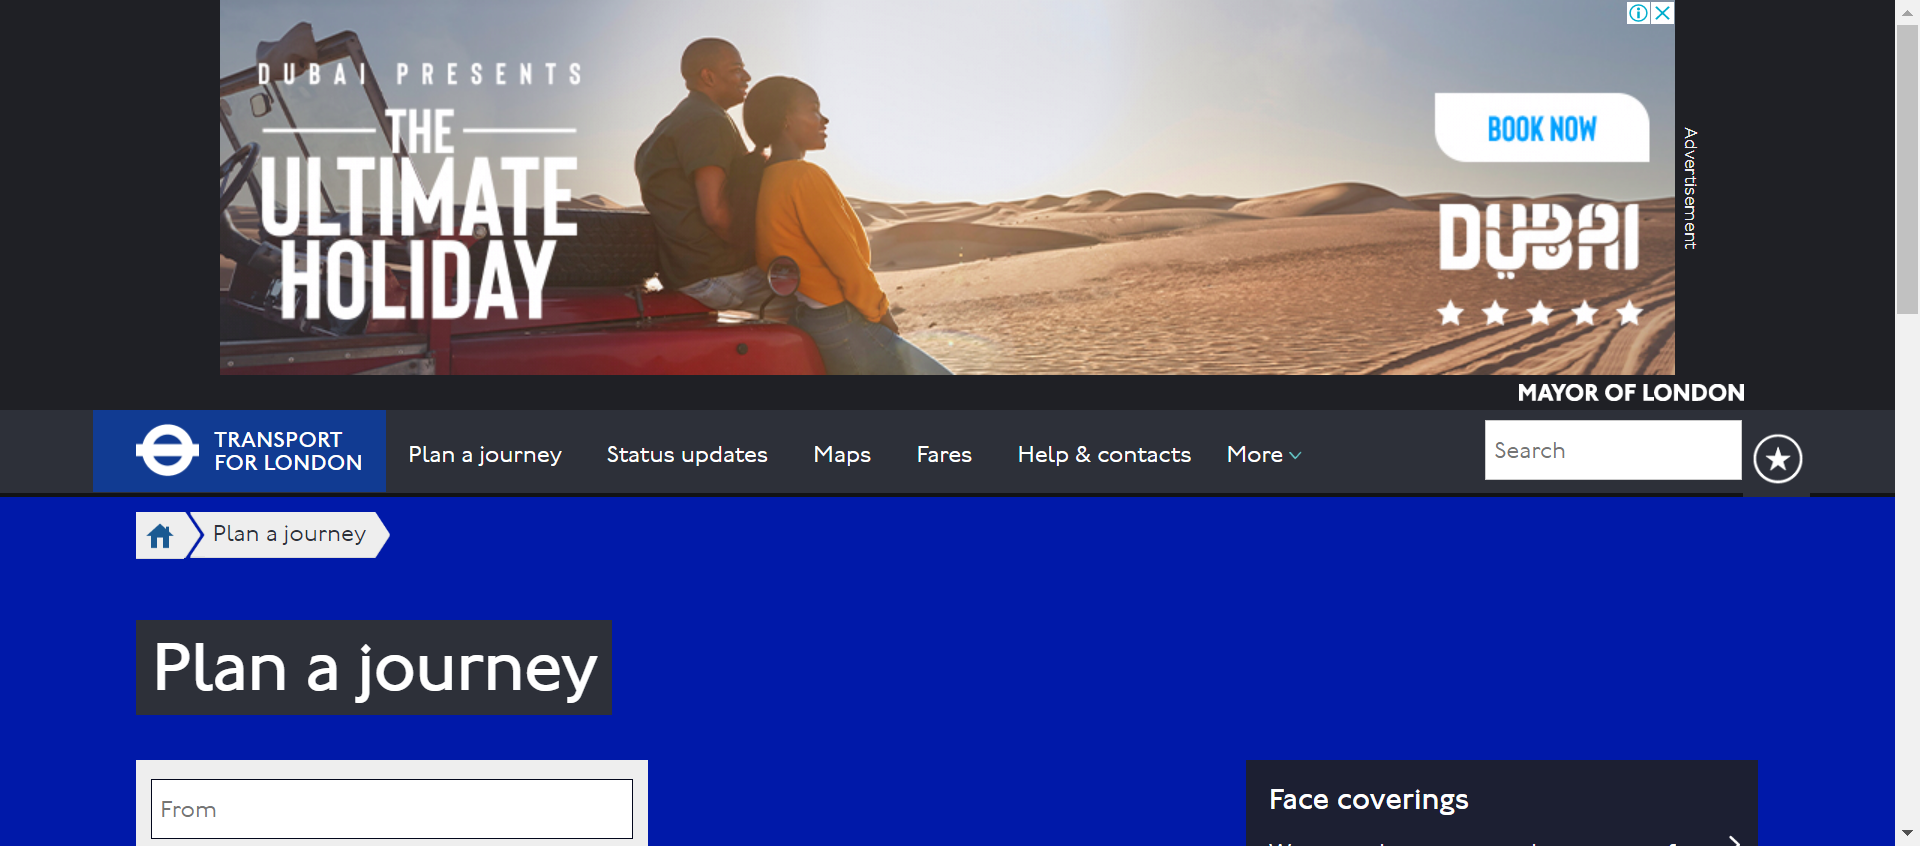 DUBAI PRESENTS
THE
ULTIMATE
HOLIDAY
BOOK NOW
DUBAI
Advertisement
MAYOR OF LONDON
TRANSPORT
FOR LONDON
Plan a journey
Status updates
Maps
Fares
Help & contacts
More
Search
Plan a journey
Plan a journey
From
Face coverings